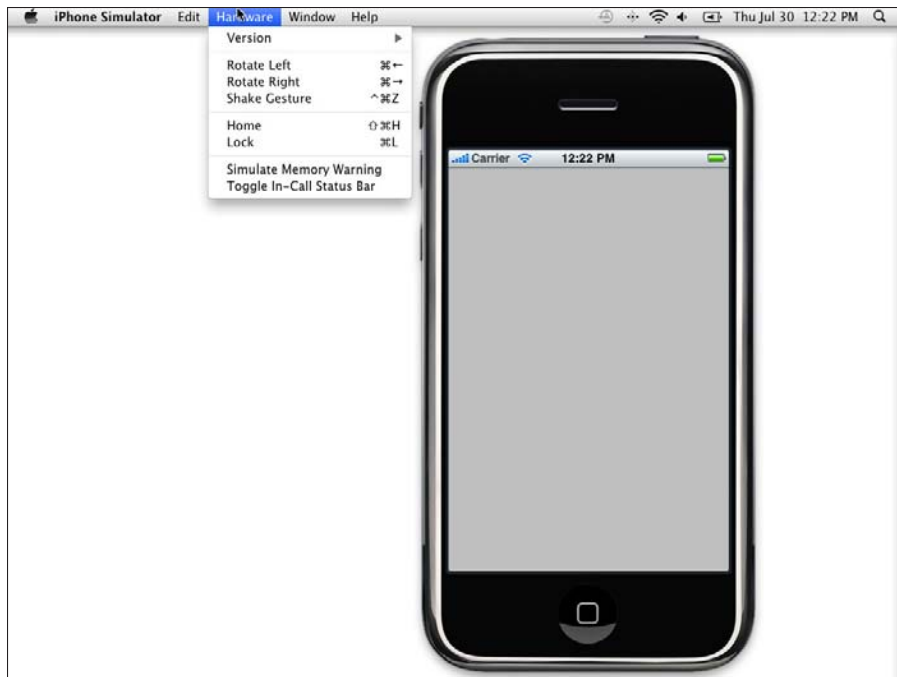 iPhone Simulator Edit Hardware Window Help Thu Jul 30 12:22 PM
Version
Rotate Left ⌘←
Rotate Right ⌘→
Shake Gesture ^⌘Z
Home ⇧⌘H
Lock ⌘L
Simulate Memory Warning
Toggle In-Call Status Bar
Carrier 12:22 PM